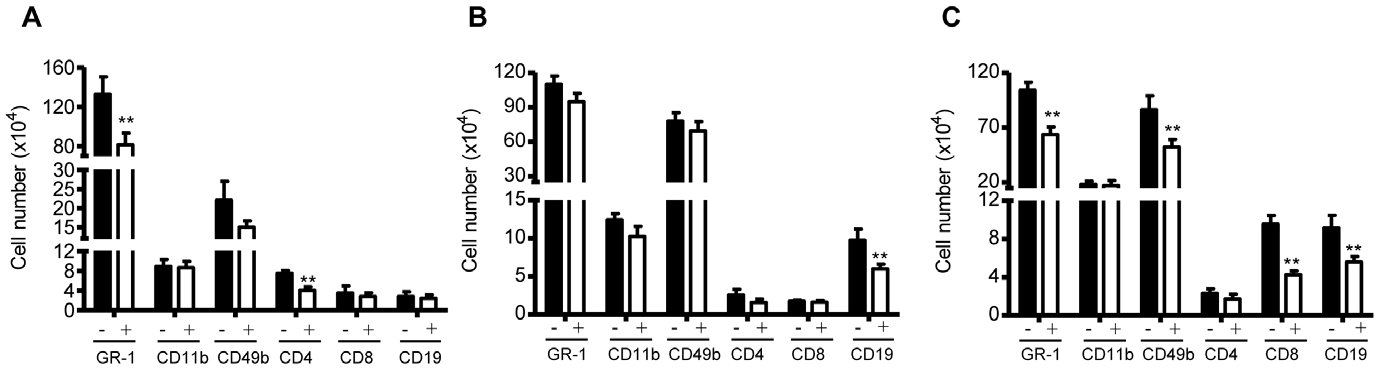 A
Cell number (x10⁴)
160
120
80
30
25
20
15
12
8
4
0
- + - + - + - + - + - +
** **
GR-1 CD11b CD49b CD4 CD8 CD19
B
Cell number (x10⁴)
120
90
60
30
15
10
5
0
- + - + - + - + - + - +
**
GR-1 CD11b CD49b CD4 CD8 CD19
C
Cell number (x10⁴)
120
70
20
12
8
4
0
- + - + - + - + - + - +
** ** ** **
GR-1 CD11b CD49b CD4 CD8 CD19